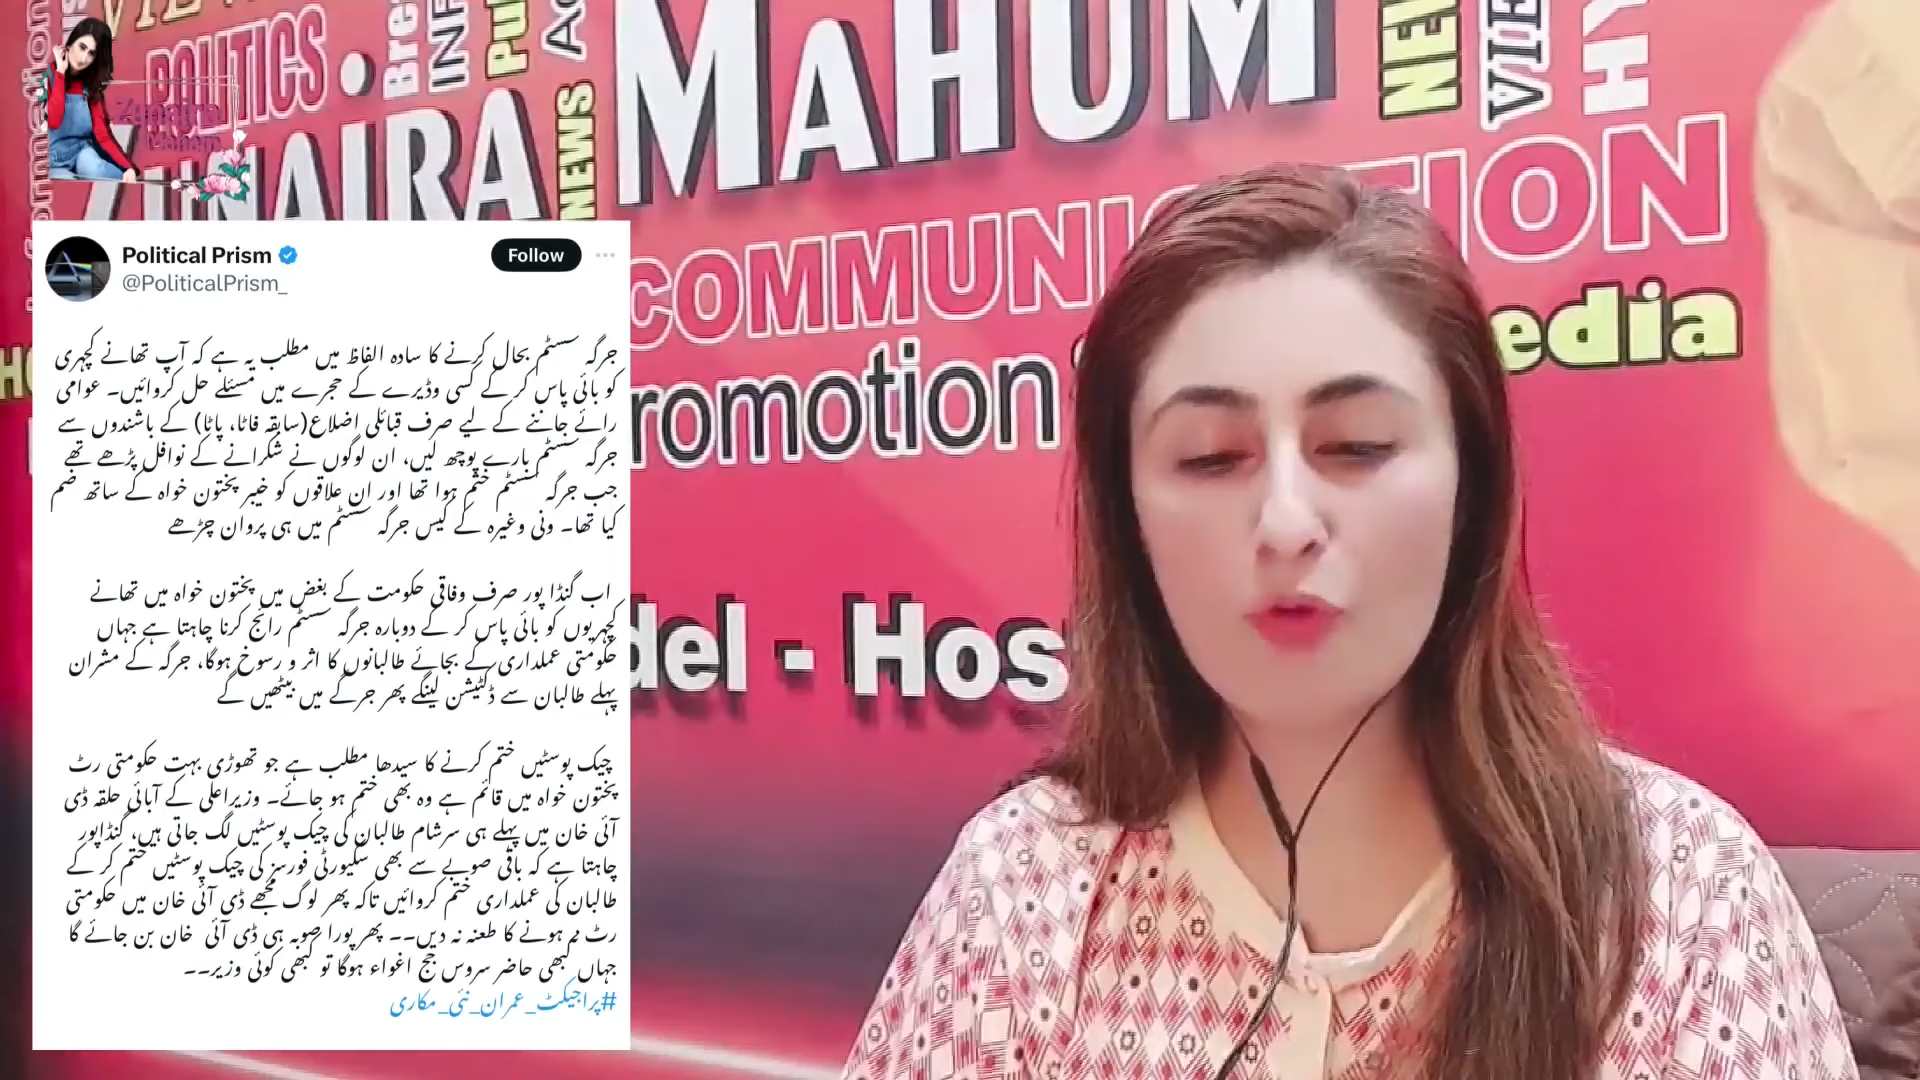 VIEW
POLITICS
Bre
INF
Pub
NEWS
ZUNAIRA MAHUM
NEW
VIE
HY
COMMUNICATION
edia
romotion
del - Hos
Zunaira
Maham
Political Prism
Follow
@PoliticalPrism_
جرگہ سسٹم بحال کرنے کا سادہ الفاظ میں مطلب یہ ہے کہ آپ تھانے کچہری
کو بائی پاس کر کے کسی وڈیرے کے حجرے میں مسئلے حل کروائیں۔ عوامی
رائے جاننے کے لیے صرف قبائلی اضلاع(سابقہ فاٹا، پاٹا) کے باشندوں سے
جرگہ سسٹم بارے پوچھ لیں، ان لوگوں نے شکرانے کے نوافل پڑھے تھے
جب جرگہ سسٹم ختم ہوا تھا اور ان علاقوں کو خیبر پختون خواہ کے ساتھ ضم
کیا تھا۔ ونی وغیرہ کے کیس جرگہ سسٹم میں ہی پروان چڑھے
اب گنڈا پور صرف وفاقی حکومت کے بغض میں پختون خواہ میں تھانے
کچہریوں کو بائی پاس کر کے دوبارہ جرگہ سسٹم رائج کرنا چاہتا ہے جہاں
حکومتی عملداری کے بجائے طالبانوں کا اثر و رسوخ ہوگا، جرگہ کے مشران
پہلے طالبان سے ڈکٹیشن لینگے پھر جرگے میں بیٹھیں گے
چیک پوسٹیں ختم کرنے کا سیدھا مطلب ہے جو تھوڑی بہت حکومتی رٹ
پختون خواہ میں قائم ہے وہ بھی ختم ہو جائے۔ وزیراعلی کے آبائی حلقہ ڈی
آئی خان میں پہلے ہی سرشام طالبان کی چیک پوسٹیں لگ جاتی ہیں، گنڈاپور
چاہتا ہے کہ باقی صوبے سے بھی سکیورٹی فورسز کی چیک پوسٹیں ختم کر کے
طالبان کی عملداری ختم کروائیں تاکہ پھر لوگ مجھے ڈی آئی خان میں حکومتی
رٹ نہ ہونے کا طعنہ نہ دیں۔۔ پھر پورا صوبہ ہی ڈی آئی خان بن جائے گا
جہاں کبھی حاضر سروس جج اغواء ہوگا تو کبھی کوئی وزیر۔۔
#پراجیکٹ_عمران_نئی_مکاری